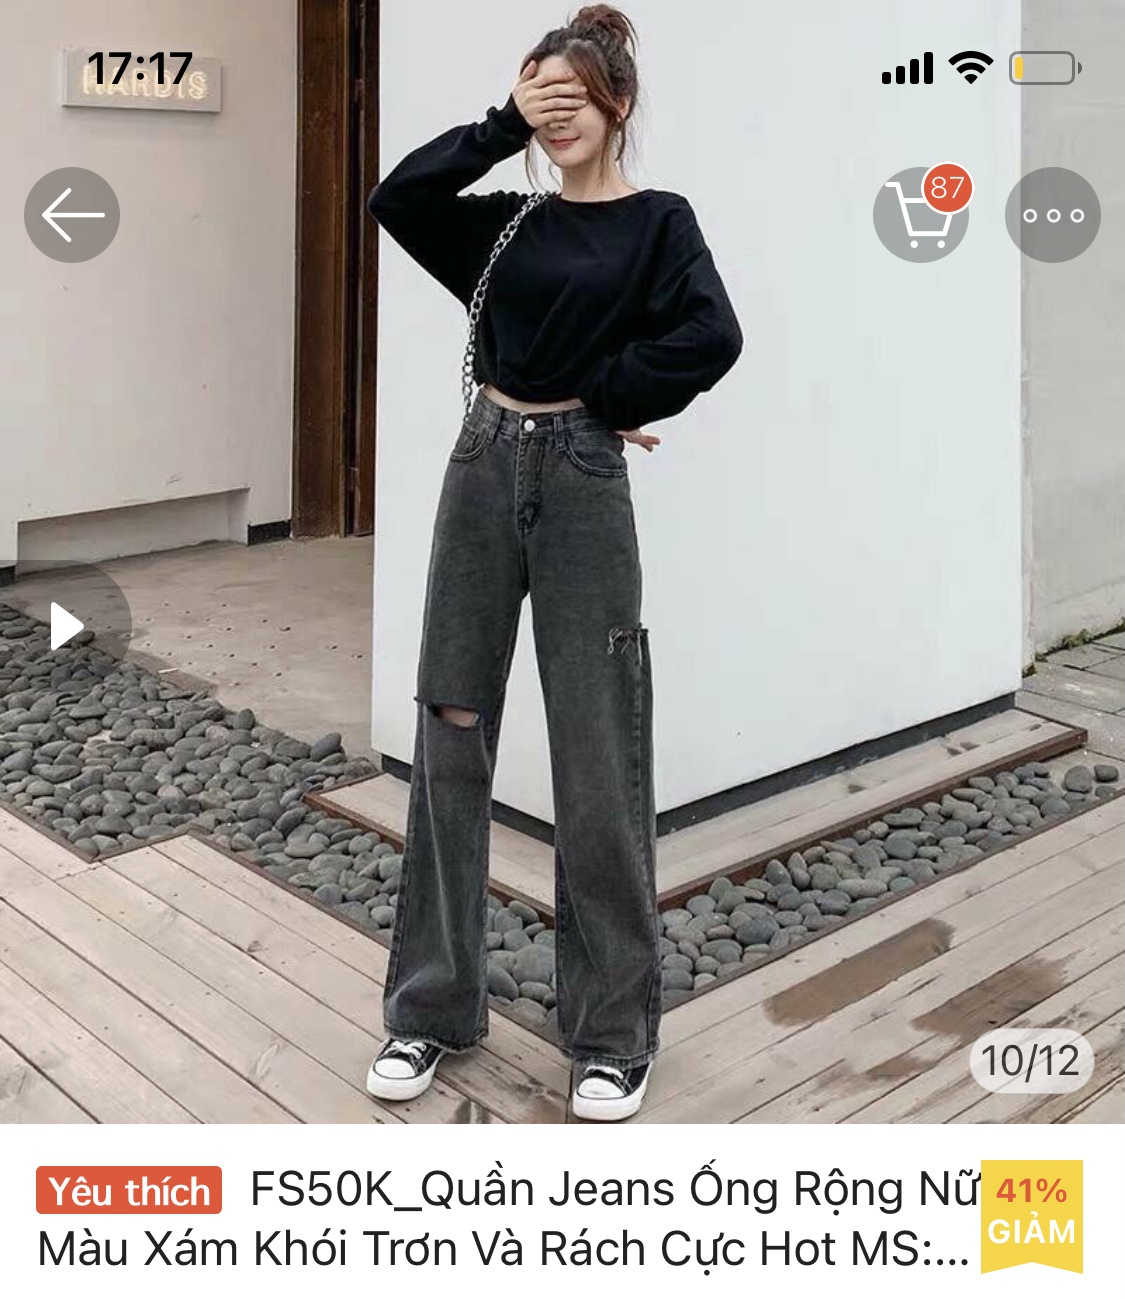 17:17
HARDIS
87
10/12
Yêu thích FS50K_Quần Jeans Ống Rộng Nữ
Màu Xám Khói Trơn Và Rách Cực Hot MS:...
41%
GIẢM